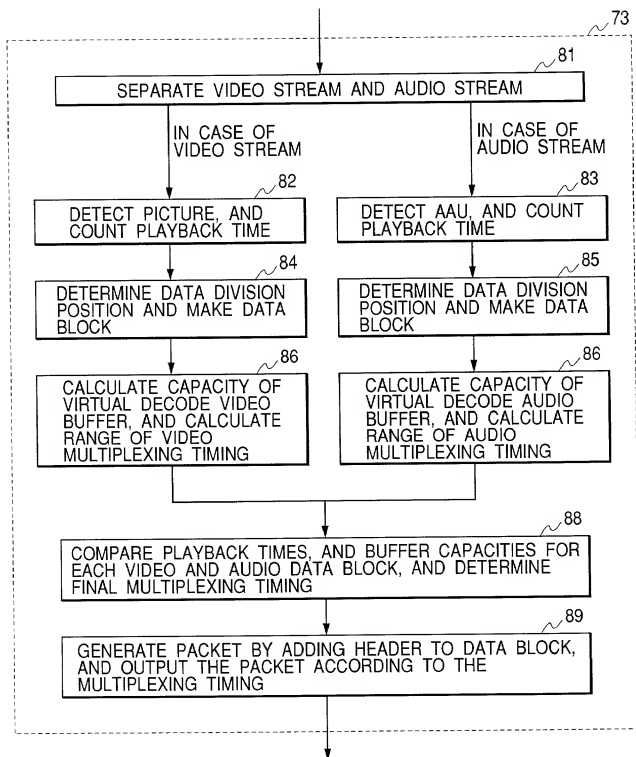 73
81
SEPARATE VIDEO STREAM AND AUDIO STREAM
IN CASE OF
VIDEO STREAM
IN CASE OF
AUDIO STREAM
82
DETECT PICTURE, AND
COUNT PLAYBACK TIME
83
DETECT AAU, AND COUNT
PLAYBACK TIME
84
DETERMINE DATA DIVISION
POSITION AND MAKE DATA
BLOCK
85
DETERMINE DATA DIVISION
POSITION AND MAKE DATA
BLOCK
86
CALCULATE CAPACITY OF
VIRTUAL DECODE VIDEO
BUFFER, AND CALCULATE
RANGE OF VIDEO
MULTIPLEXING TIMING
86
CALCULATE CAPACITY OF
VIRTUAL DECODE AUDIO
BUFFER, AND CALCULATE
RANGE OF AUDIO
MULTIPLEXING TIMING
88
COMPARE PLAYBACK TIMES, AND BUFFER CAPACITIES FOR
EACH VIDEO AND AUDIO DATA BLOCK, AND DETERMINE
FINAL MULTIPLEXING TIMING
89
GENERATE PACKET BY ADDING HEADER TO DATA BLOCK,
AND OUTPUT THE PACKET ACCORDING TO THE
MULTIPLEXING TIMING